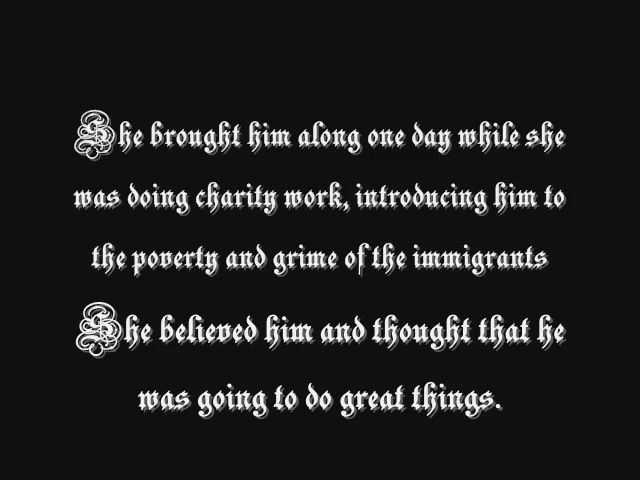 She brought him along one day while she
was doing charity work, introducing him to
the poverty and grime of the immigrants
She believed him and thought that he
was going to do great things.